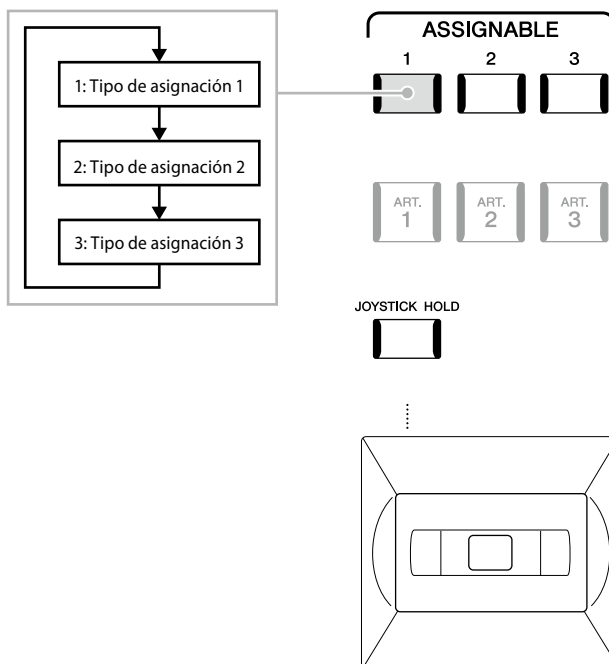 1: Tipo de asignación 1
2: Tipo de asignación 2
3: Tipo de asignación 3
ASSIGNABLE
1 2 3
ART. 1 ART. 2 ART. 3
JOYSTICK HOLD